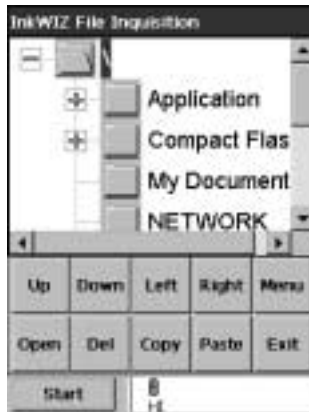 InkWIZ File Inquisition
\
Application
Compact Flas
My Document
NETWORK
Up Down Left Right Menu
Open Del Copy Paste Exit
Start